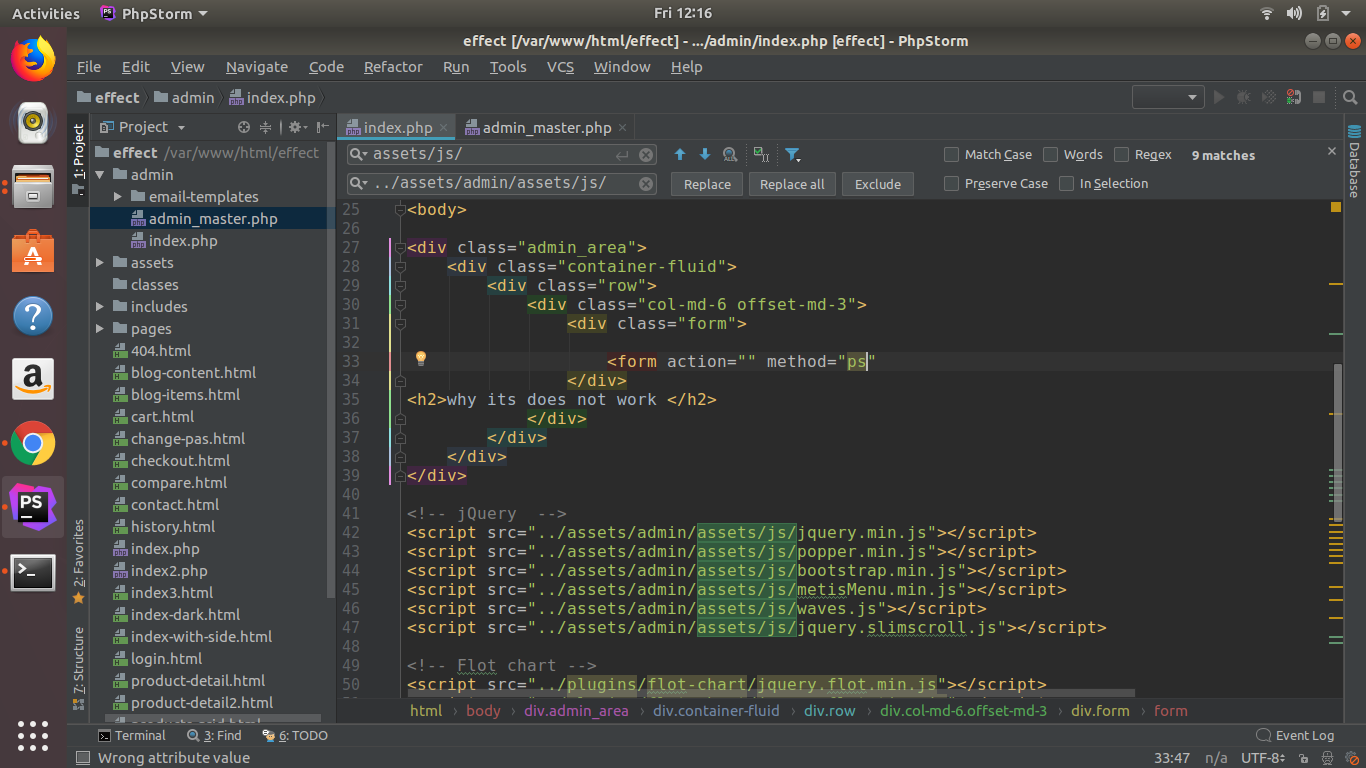 Activities PhpStorm Fri 12:16
effect [/var/www/html/effect] - .../admin/index.php [effect] - PhpStorm
File Edit View Navigate Code Refactor Run Tools VCS Window Help
effect admin index.php
1: Project
Project
index.php admin_master.php
Database
effect /var/www/html/effect
admin
email-templates
admin_master.php
index.php
assets
classes
includes
pages
404.html
blog-content.html
blog-items.html
cart.html
change-pas.html
checkout.html
compare.html
contact.html
history.html
index.php
index2.php
index3.html
index-dark.html
index-with-side.html
login.html
product-detail.html
product-detail2.html
2: Favorites
7: Structure
assets/js/ Match Case Words Regex 9 matches
../assets/admin/assets/js/ Replace Replace all Exclude Preserve Case In Selection
25 <body>
26
27 <div class="admin_area">
28 <div class="container-fluid">
29 <div class="row">
30 <div class="col-md-6 offset-md-3">
31 <div class="form">
32
33 <form action="" method="ps"
34 </div>
35 <h2>why its does not work </h2>
36 </div>
37 </div>
38 </div>
39 </div>
40
41 <!-- jQuery  -->
42 <script src="../assets/admin/assets/js/jquery.min.js"></script>
43 <script src="../assets/admin/assets/js/popper.min.js"></script>
44 <script src="../assets/admin/assets/js/bootstrap.min.js"></script>
45 <script src="../assets/admin/assets/js/metisMenu.min.js"></script>
46 <script src="../assets/admin/assets/js/waves.js"></script>
47 <script src="../assets/admin/assets/js/jquery.slimscroll.js"></script>
48
49 <!-- Flot chart -->
50 <script src="../plugins/flot-chart/jquery.flot.min.js"></script>
html › body › div.admin_area › div.container-fluid › div.row › div.col-md-6.offset-md-3 › div.form › form
Terminal 3: Find 6: TODO Event Log
Wrong attribute value 33:47 n/a UTF-8